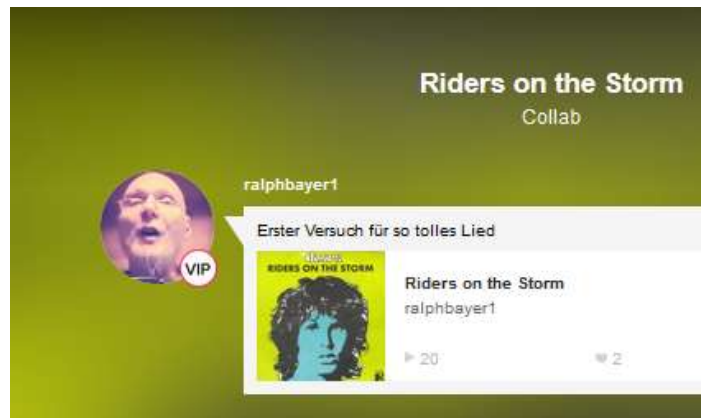 Riders on the Storm
Collab
ralphbayer1
VIP
Erster Versuch für so tolles Lied
RIDERS ON THE STORM
Riders on the Storm
ralphbayer1
20
2